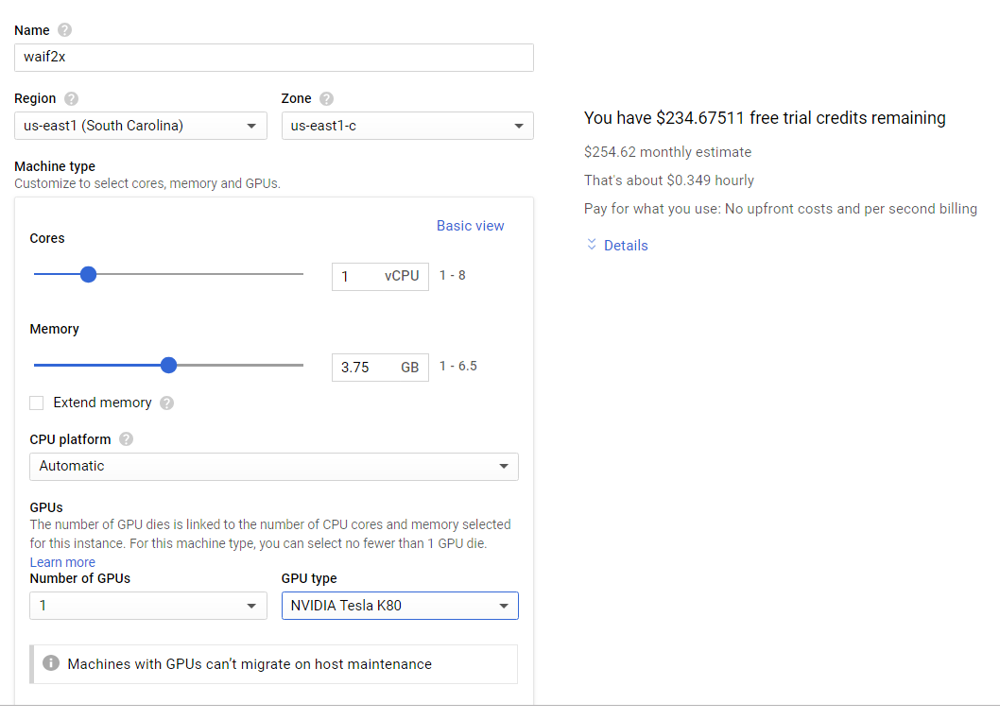 Name
waif2x
Region Zone
us-east1 (South Carolina) us-east1-c
Machine type
Customize to select cores, memory and GPUs.
Basic view
Cores
1 vCPU 1 - 8
Memory
3.75 GB 1 - 6.5
Extend memory
CPU platform
Automatic
GPUs
The number of GPU dies is linked to the number of CPU cores and memory selected
for this instance. For this machine type, you can select no fewer than 1 GPU die.
Learn more
Number of GPUs GPU type
1 NVIDIA Tesla K80
Machines with GPUs can't migrate on host maintenance
You have $234.67511 free trial credits remaining
$254.62 monthly estimate
That's about $0.349 hourly
Pay for what you use: No upfront costs and per second billing
Details